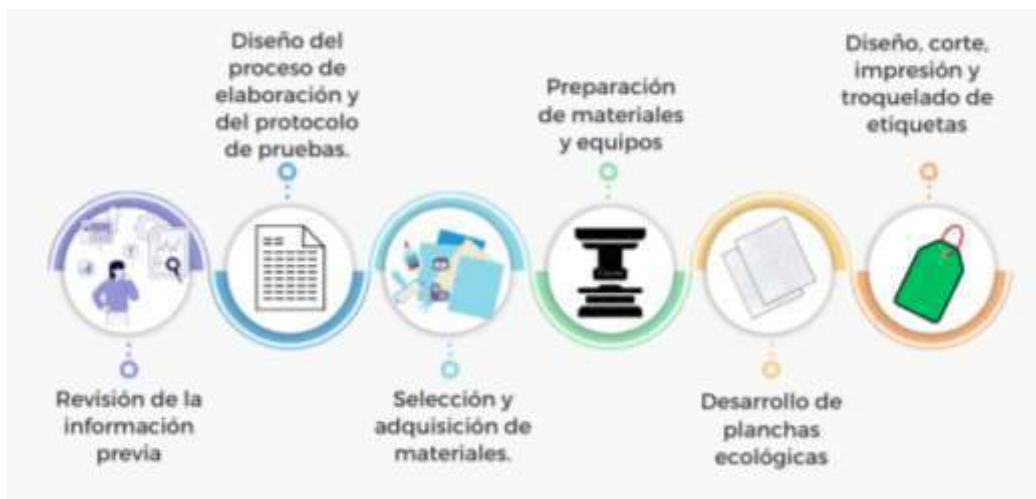 Diseño del
proceso de
elaboración y
del protocolo
de pruebas.
Preparación
de materiales
y equipos
Diseño, corte,
impresión y
troquelado de
etiquetas
Revisión de la
información
previa
Selección y
adquisición de
materiales.
Desarrollo de
planchas
ecológicas